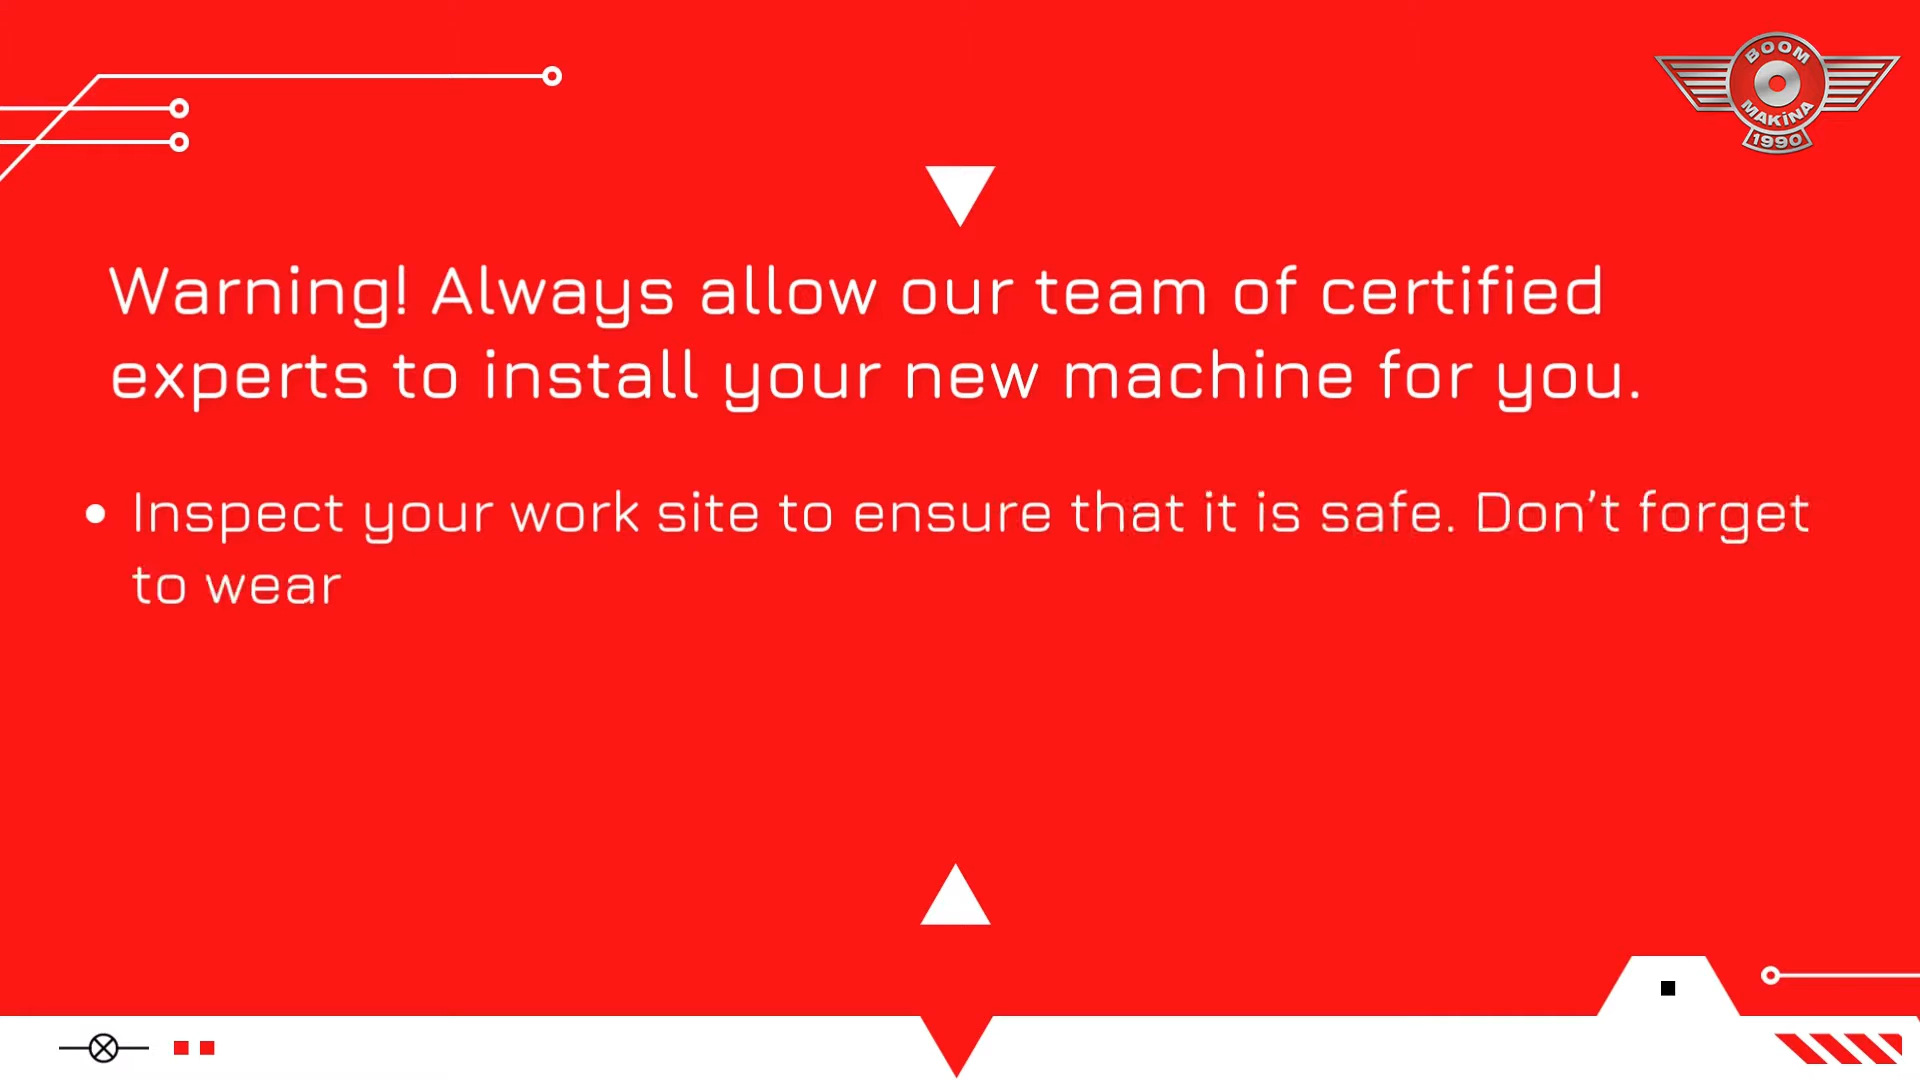 BOOM
MAKİNA
1990
Warning! Always allow our team of certified
experts to install your new machine for you.
• Inspect your work site to ensure that it is safe. Don’t forget
to wear